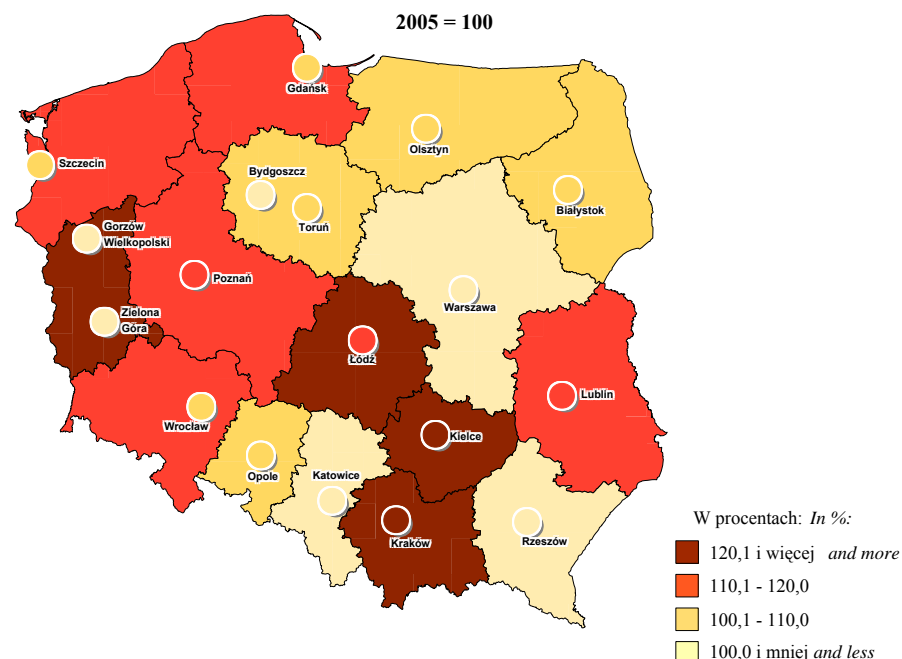 2005 = 100
Gdańsk
Olsztyn
Szczecin
Bydgoszcz
Białystok
Toruń
Gorzów
Wielkopolski
Poznań
Warszawa
Zielona
Góra
Łódź
Lublin
Wrocław
Kielce
Opole
Katowice
Kraków
Rzeszów
W procentach: In %:
120,1 i więcej and more
110,1 - 120,0
100,1 - 110,0
100,0 i mniej and less